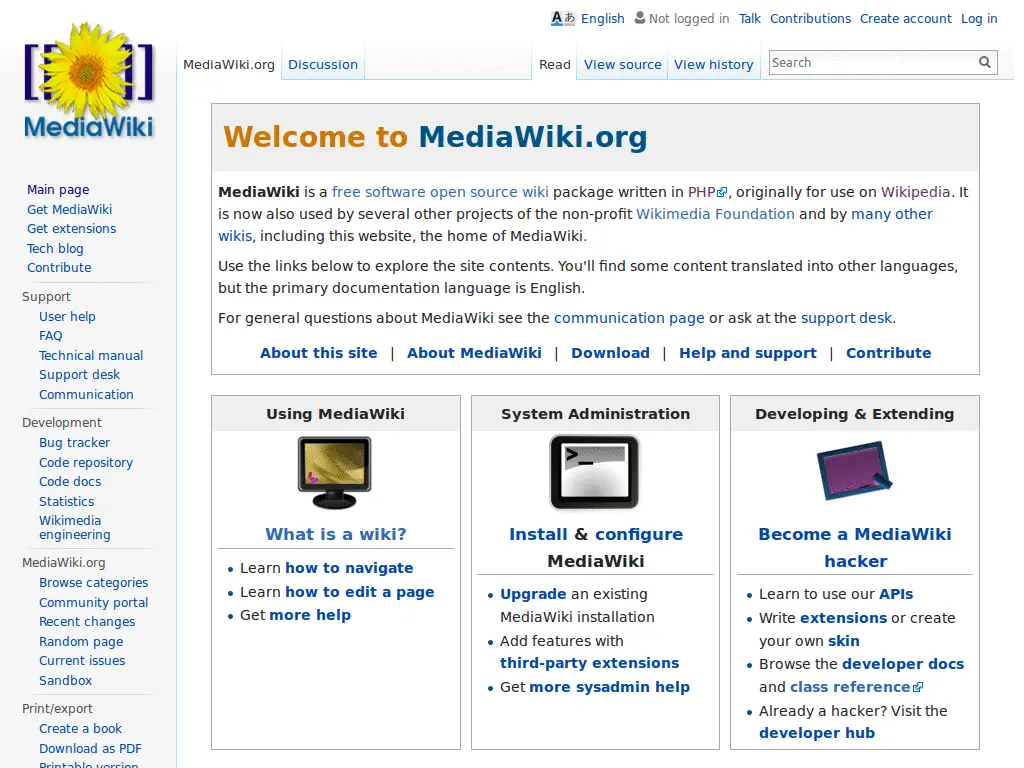 A あ English Not logged in Talk Contributions Create account Log in
MediaWiki
MediaWiki.org Discussion Read View source View history Search
Main page
Get MediaWiki
Get extensions
Tech blog
Contribute
Support
User help
FAQ
Technical manual
Support desk
Communication
Development
Bug tracker
Code repository
Code docs
Statistics
Wikimedia
engineering
MediaWiki.org
Browse categories
Community portal
Recent changes
Random page
Current issues
Sandbox
Print/export
Create a book
Download as PDF
Printable version
Welcome to MediaWiki.org
MediaWiki is a free software open source wiki package written in PHP, originally for use on Wikipedia. It
is now also used by several other projects of the non-profit Wikimedia Foundation and by many other
wikis, including this website, the home of MediaWiki.
Use the links below to explore the site contents. You'll find some content translated into other languages,
but the primary documentation language is English.
For general questions about MediaWiki see the communication page or ask at the support desk.
About this site | About MediaWiki | Download | Help and support | Contribute
Using MediaWiki
What is a wiki?
• Learn how to navigate
• Learn how to edit a page
• Get more help
System Administration
>_
Install & configure
MediaWiki
• Upgrade an existing
MediaWiki installation
• Add features with
third-party extensions
• Get more sysadmin help
Developing & Extending
Become a MediaWiki
hacker
• Learn to use our APIs
• Write extensions or create
your own skin
• Browse the developer docs
and class reference
• Already a hacker? Visit the
developer hub